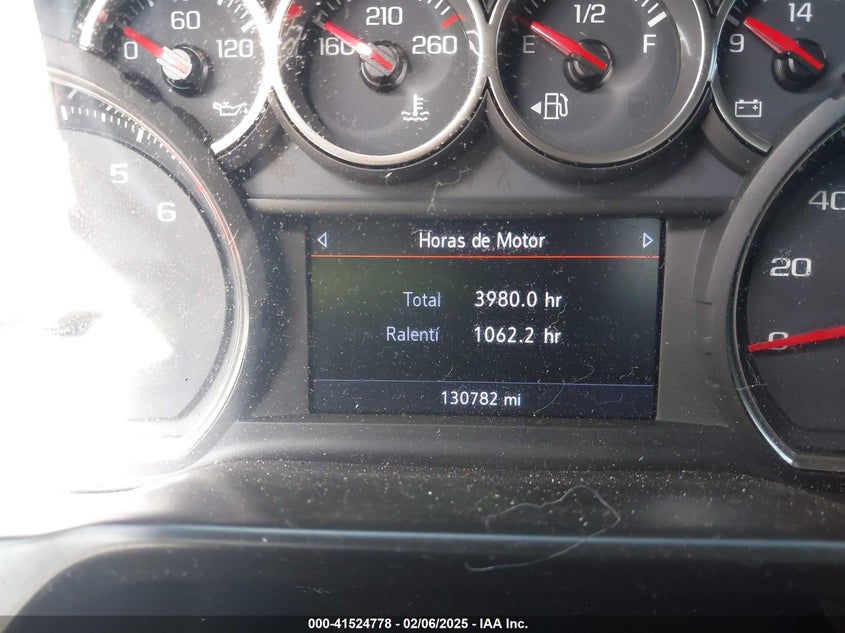 0 60 120
160 210 260
E 1/2 F
9 14
5
6
40
20
Horas de Motor
Total 3980.0 hr
Ralentí 1062.2 hr
130782 mi
000-41524778 - 02/06/2025 - IAA Inc.